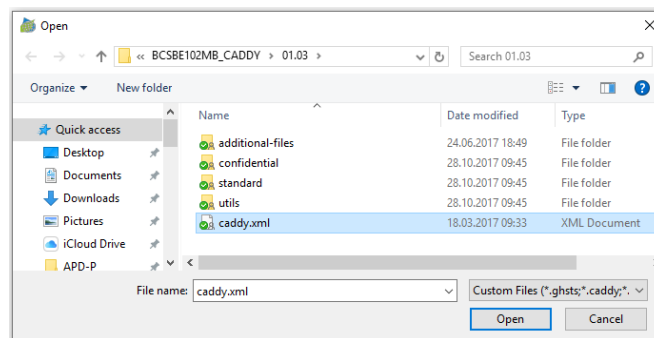 Open
« BCSBE102MB_CADDY > 01.03 >
Search 01.03
Organize New folder
Name Date modified Type
Quick access
Desktop
Documents
Downloads
Pictures
iCloud Drive
APD-P
additional-files 24.06.2017 18:49 File folder
confidential 28.10.2017 09:45 File folder
standard 28.10.2017 09:45 File folder
utils 28.10.2017 09:45 File folder
caddy.xml 18.03.2017 09:33 XML Document
File name: caddy.xml Custom Files (*.ghsts;*.caddy;*.
Open Cancel